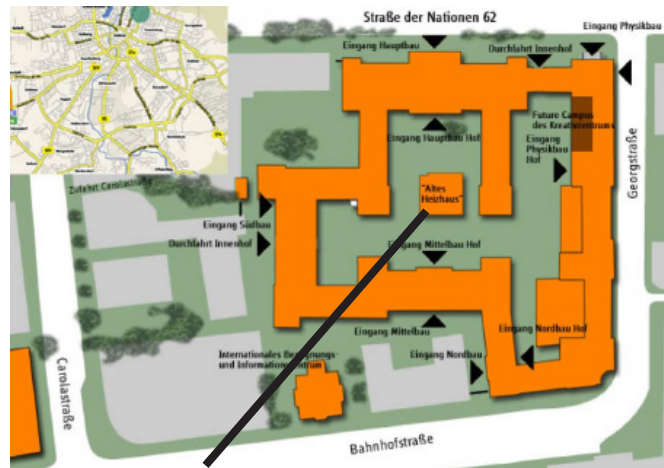 Straße der Nationen 62
Eingang Physikbau
Eingang Hauptbau
Durchfahrt Innenhof
Future Campus
des Kreativzentrums
Eingang Hauptbau Hof
Eingang
Physikbau
Hof
Georgstraße
Zufahrt Carolastraße
"Altes
Heizhaus"
Eingang Südbau
Durchfahrt Innenhof
Eingang Mittelbau Hof
Eingang Mittelbau
Eingang Nordbau Hof
Eingang Nordbau
Internationales Begegnungs-
und Informationszentrum
Carolastraße
Bahnhofstraße